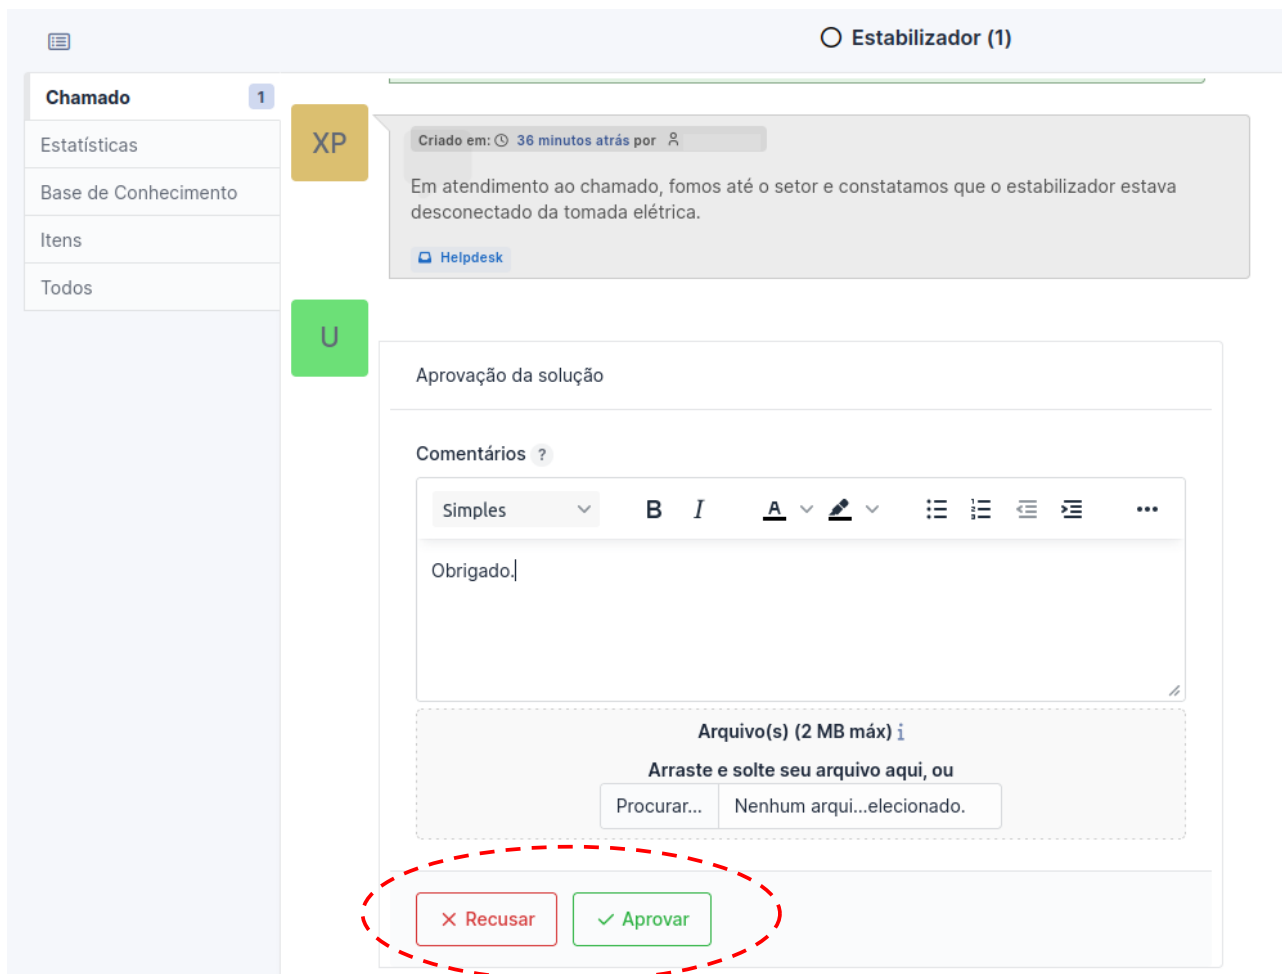 Estabilizador (1)
Chamado 1
Estatísticas
Base de Conhecimento
Itens
Todos
XP
Criado em: 36 minutos atrás por
Em atendimento ao chamado, fomos até o setor e constatamos que o estabilizador estava
desconectado da tomada elétrica.
Helpdesk
U
Aprovação da solução
Comentários ?
Simples B I A
Obrigado.
Arquivo(s) (2 MB máx) i
Arraste e solte seu arquivo aqui, ou
Procurar... Nenhum arqui...elecionado.
Recusar Aprovar